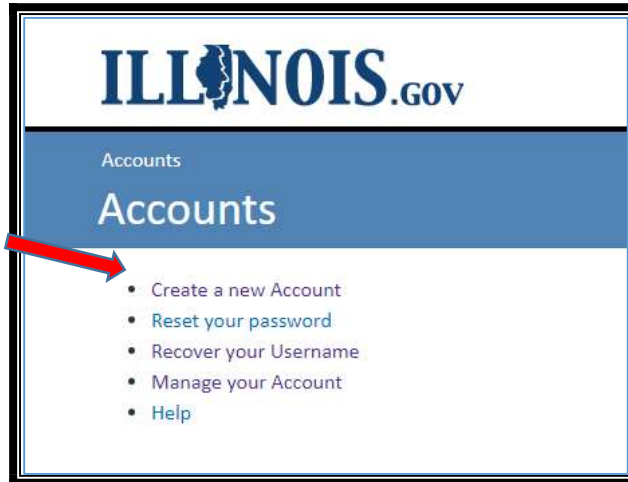 ILLINOIS.GOV
Accounts
Accounts
• Create a new Account
• Reset your password
• Recover your Username
• Manage your Account
• Help